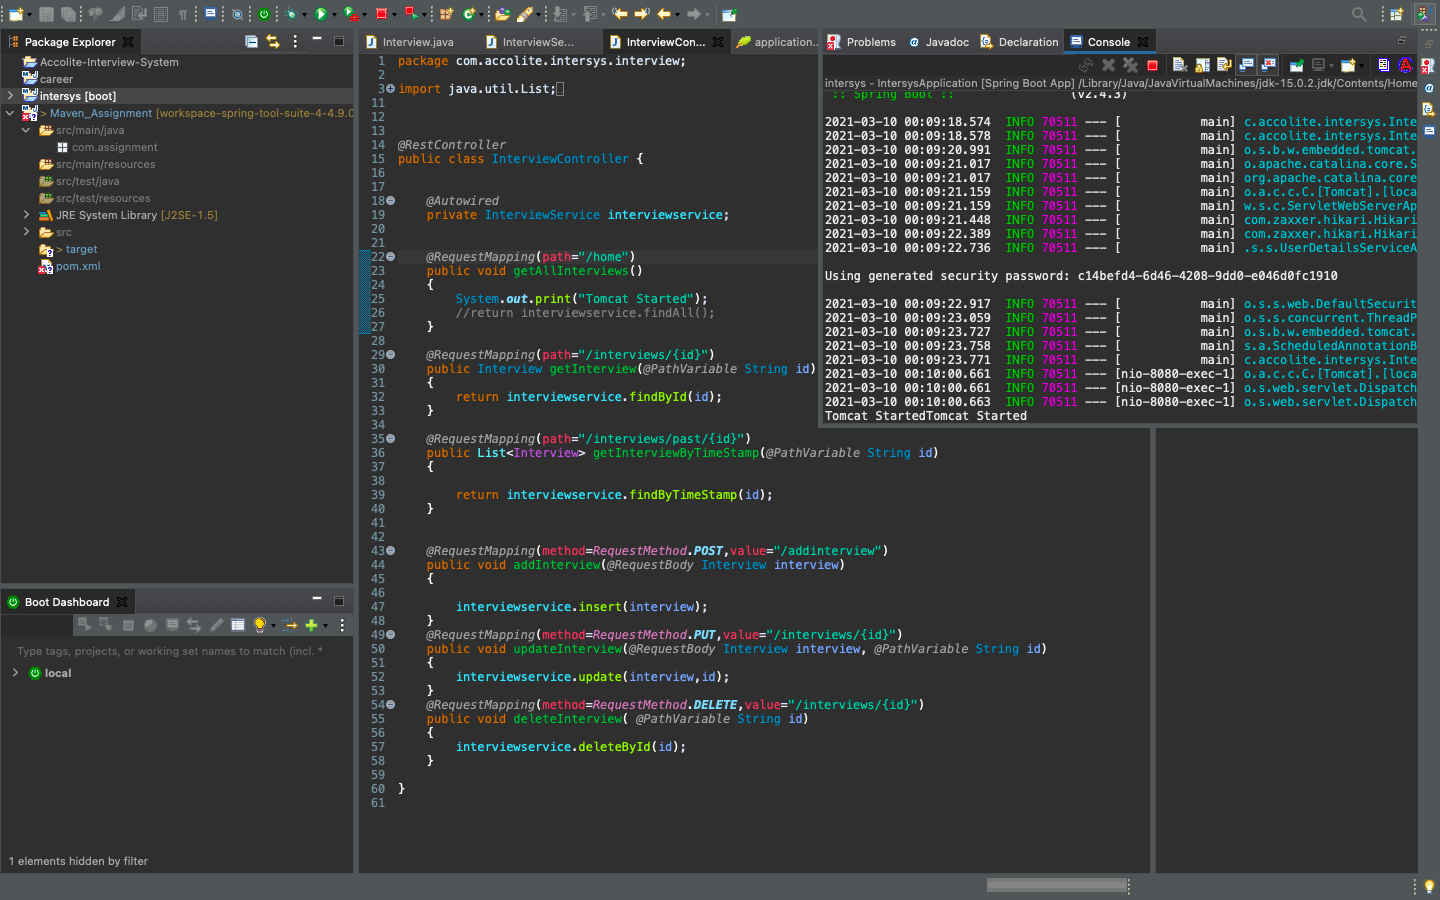 Package Explorer
Accolite-Interview-System
career
intersys [boot]
> Maven_Assignment [workspace-spring-tool-suite-4-4.9.0
src/main/java
com.assignment
src/main/resources
src/test/java
src/test/resources
JRE System Library [J2SE-1.5]
src
> target
pom.xml
Boot Dashboard
Type tags, projects, or working set names to match (incl. *
local
1 elements hidden by filter
Interview.java
InterviewSe...
InterviewCon...
application...
1 package com.accolite.intersys.interview;
2
3 import java.util.List;
11
12
13
14 @RestController
15 public class InterviewController {
16
17
18 @Autowired
19 private InterviewService interviewservice;
20
21
22 @RequestMapping(path="/home")
23 public void getAllInterviews()
24 {
25 System.out.print("Tomcat Started");
26 //return interviewservice.findAll();
27 }
28
29 @RequestMapping(path="/interviews/{id}")
30 public Interview getInterview(@PathVariable String id)
31 {
32 return interviewservice.findById(id);
33 }
34
35 @RequestMapping(path="/interviews/past/{id}")
36 public List<Interview> getInterviewByTimeStamp(@PathVariable String id)
37 {
38
39 return interviewservice.findByTimeStamp(id);
40 }
41
42
43 @RequestMapping(method=RequestMethod.POST,value="/addinterview")
44 public void addInterview(@RequestBody Interview interview)
45 {
46
47 interviewservice.insert(interview);
48 }
49 @RequestMapping(method=RequestMethod.PUT,value="/interviews/{id}")
50 public void updateInterview(@RequestBody Interview interview, @PathVariable String id)
51 {
52 interviewservice.update(interview,id);
53 }
54 @RequestMapping(method=RequestMethod.DELETE,value="/interviews/{id}")
55 public void deleteInterview( @PathVariable String id)
56 {
57 interviewservice.deleteById(id);
58 }
59
60 }
61
Problems
Javadoc
Declaration
Console
intersys - IntersysApplication [Spring Boot App] /Library/Java/JavaVirtualMachines/jdk-15.0.2.jdk/Contents/Home
:: Spring Boot :: (v2.4.3)
2021-03-10 00:09:18.574 INFO 70511 --- [ main] c.accolite.intersys.Inte
2021-03-10 00:09:18.578 INFO 70511 --- [ main] c.accolite.intersys.Inte
2021-03-10 00:09:20.991 INFO 70511 --- [ main] o.s.b.w.embedded.tomcat.
2021-03-10 00:09:21.017 INFO 70511 --- [ main] o.apache.catalina.core.S
2021-03-10 00:09:21.017 INFO 70511 --- [ main] org.apache.catalina.core
2021-03-10 00:09:21.159 INFO 70511 --- [ main] o.a.c.c.C.[Tomcat].[loca
2021-03-10 00:09:21.159 INFO 70511 --- [ main] w.s.c.ServletWebServerAp
2021-03-10 00:09:21.448 INFO 70511 --- [ main] com.zaxxer.hikari.Hikari
2021-03-10 00:09:22.389 INFO 70511 --- [ main] com.zaxxer.hikari.Hikari
2021-03-10 00:09:22.736 INFO 70511 --- [ main] .s.s.UserDetailsServiceA
Using generated security password: c14befd4-6d46-4208-9dd0-e046d0fc1910
2021-03-10 00:09:22.917 INFO 70511 --- [ main] o.s.s.web.DefaultSecurit
2021-03-10 00:09:23.059 INFO 70511 --- [ main] o.s.s.concurrent.ThreadP
2021-03-10 00:09:23.727 INFO 70511 --- [ main] o.s.b.w.embedded.tomcat.
2021-03-10 00:09:23.758 INFO 70511 --- [ main] s.a.ScheduledAnnotationB
2021-03-10 00:09:23.771 INFO 70511 --- [ main] c.accolite.intersys.Inte
2021-03-10 00:10:00.661 INFO 70511 --- [nio-8080-exec-1] o.a.c.c.C.[Tomcat].[loca
2021-03-10 00:10:00.661 INFO 70511 --- [nio-8080-exec-1] o.s.web.servlet.Dispatch
2021-03-10 00:10:00.663 INFO 70511 --- [nio-8080-exec-1] o.s.web.servlet.Dispatch
Tomcat StartedTomcat Started